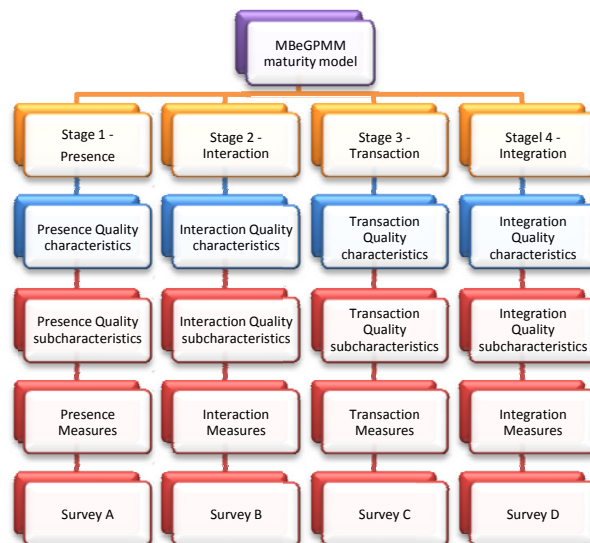 MBeGPMM
maturity model
Stage 1 -
Presence
Stage 2 -
Interaction
Stage 3 -
Transaction
Stagel 4 -
Integration
Presence Quality
characteristics
Interaction Quality
characteristics
Transaction
Quality
characteristics
Integration
Quality
characteristics
Presence Quality
subcharacteristics
Interaction Quality
subcharacteristics
Transaction
Quality
subcharacteristics
Integration
Quality
subcharacteristics
Presence
Measures
Interaction
Measures
Transaction
Measures
Integration
Measures
Survey A
Survey B
Survey C
Survey D